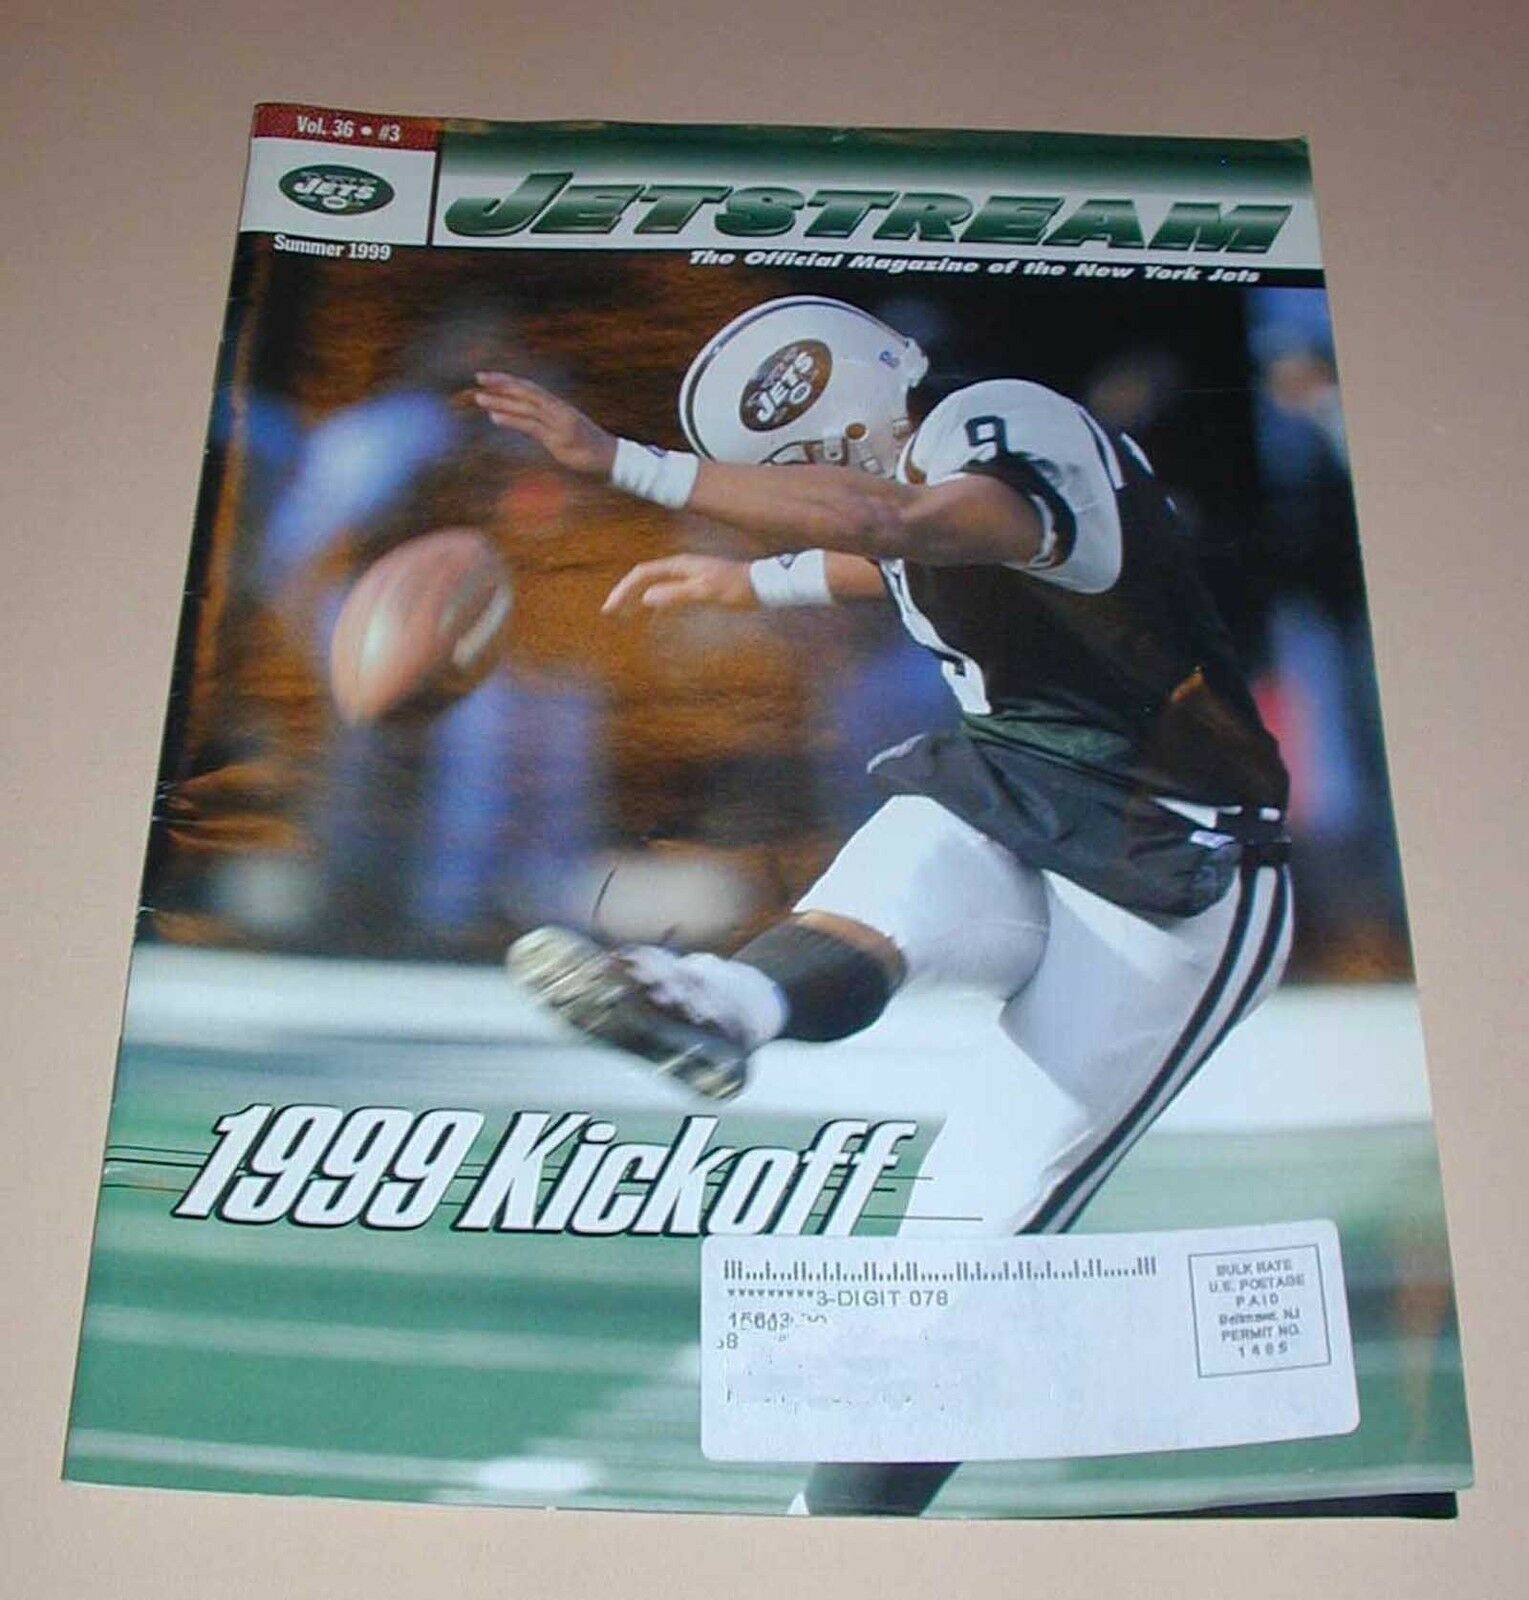 Vol. 36 • #3
JETS
JETSTREAM
Summer 1999
The Official Magazine of the New York Jets
JETS
9
1999 Kickoff
*********3-DIGIT 078
BULK RATE
U.S. POSTAGE
PAID
Bellmawr, NJ
PERMIT NO.
1485